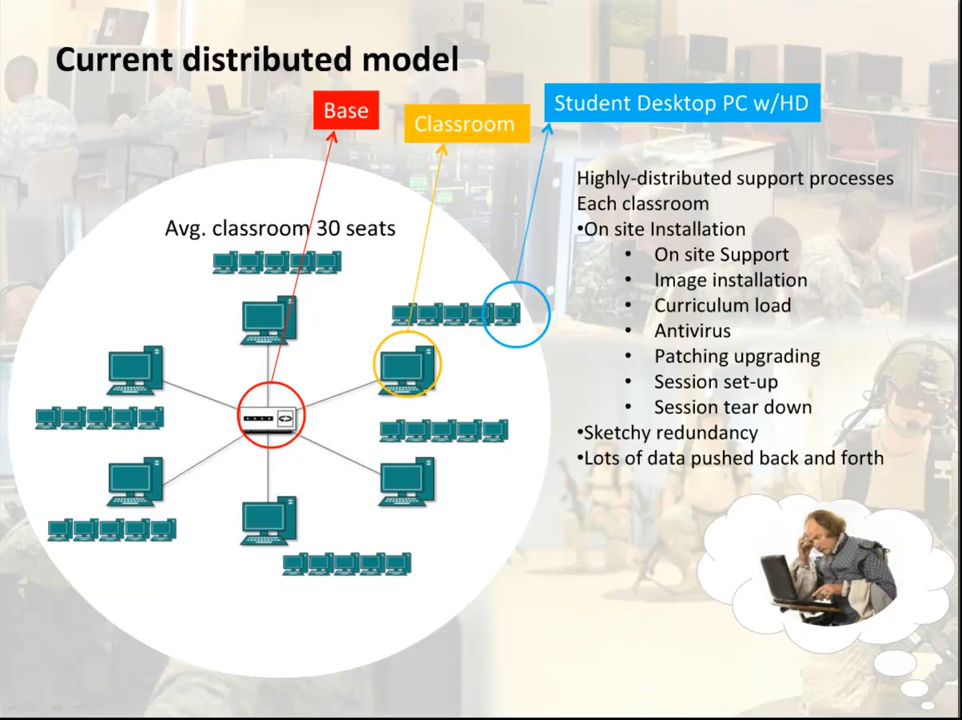 Current distributed model
Base
Classroom
Student Desktop PC w/HD
Avg. classroom 30 seats
Highly-distributed support processes
Each classroom
•On site Installation
• On site Support
• Image installation
• Curriculum load
• Antivirus
• Patching upgrading
• Session set-up
• Session tear down
•Sketchy redundancy
•Lots of data pushed back and forth